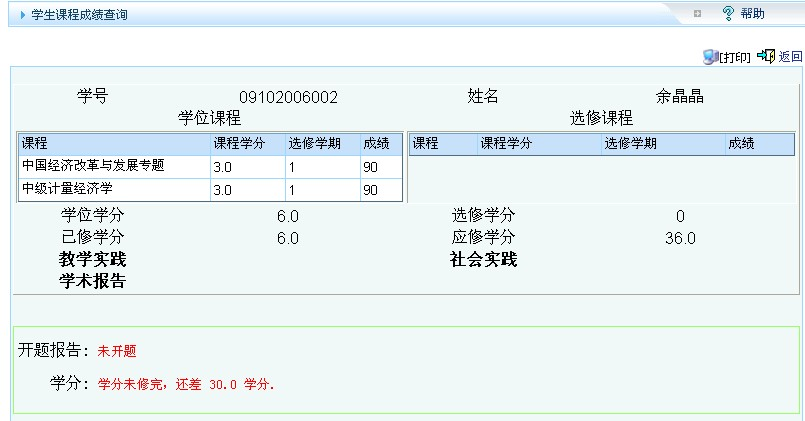 学生课程成绩查询 帮助
[打印] 返回
学号 09102006002 姓名 余晶晶
学位课程 选修课程
课程 课程学分 选修学期 成绩 课程 课程学分 选修学期 成绩
中国经济改革与发展专题 3.0 1 90
中级计量经济学 3.0 1 90
学位学分 6.0 选修学分 0
已修学分 6.0 应修学分 36.0
教学实践 社会实践
学术报告
开题报告: 未开题
学分: 学分未修完，还差 30.0 学分.